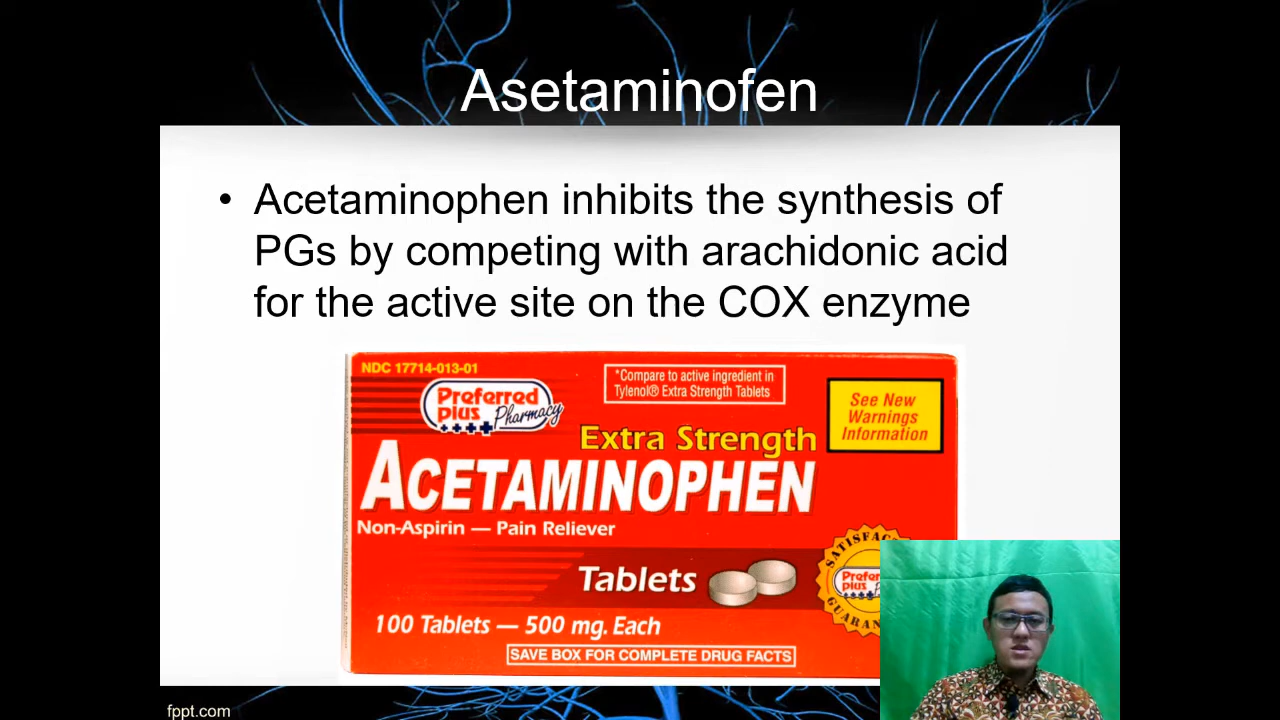 Asetaminofen
• Acetaminophen inhibits the synthesis of
PGs by competing with arachidonic acid
for the active site on the COX enzyme
NDC 17714-013-01
Preferred
plus Pharmacy
*Compare to active ingredient in
Tylenol® Extra Strength Tablets
See New
Warnings
Information
Extra Strength
ACETAMINOPHEN
Non-Aspirin — Pain Reliever
Tablets
100 Tablets — 500 mg. Each
SAVE BOX FOR COMPLETE DRUG FACTS
fppt.com